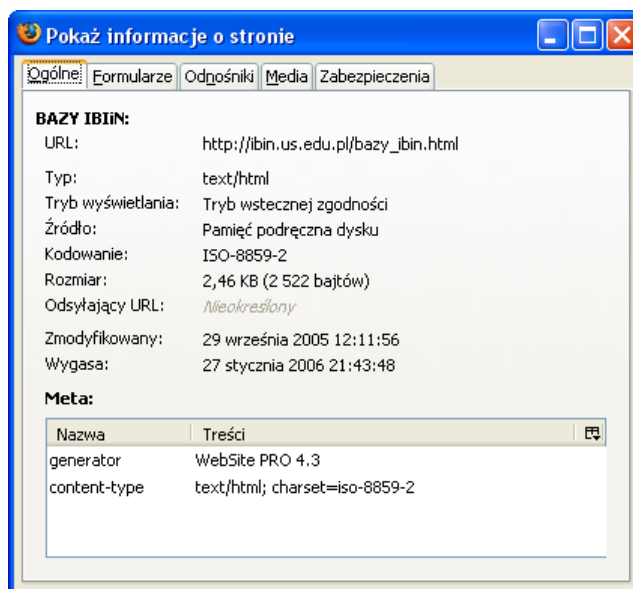 Pokaż informacje o stronie
Ogólne Formularze Odnośniki Media Zabezpieczenia
BAZY IBIiN:
URL: http://ibin.us.edu.pl/bazy_ibin.html
Typ: text/html
Tryb wyświetlania: Tryb wstecznej zgodności
Źródło: Pamięć podręczna dysku
Kodowanie: ISO-8859-2
Rozmiar: 2,46 KB (2 522 bajtów)
Odsyłający URL: Nieokreślony
Zmodyfikowany: 29 września 2005 12:11:56
Wygasa: 27 stycznia 2006 21:43:48
Meta:
Nazwa Treści
generator WebSite PRO 4.3
content-type text/html; charset=iso-8859-2